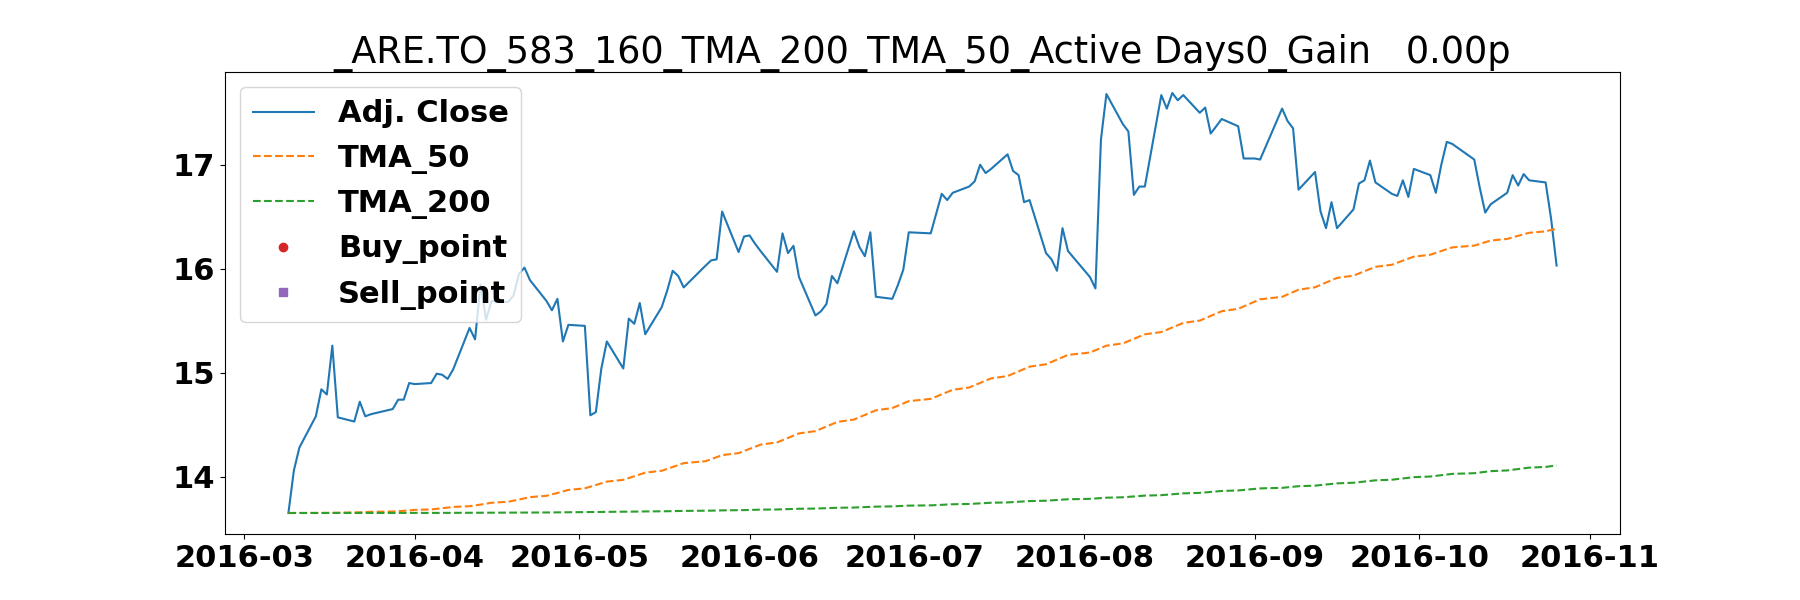 _ARE.TO_583_160_TMA_200_TMA_50_Active Days0_Gain   0.00p
Adj. Close
TMA_50
TMA_200
Buy_point
Sell_point
17
16
15
14
2016-03 2016-04 2016-05 2016-06 2016-07 2016-08 2016-09 2016-10 2016-11